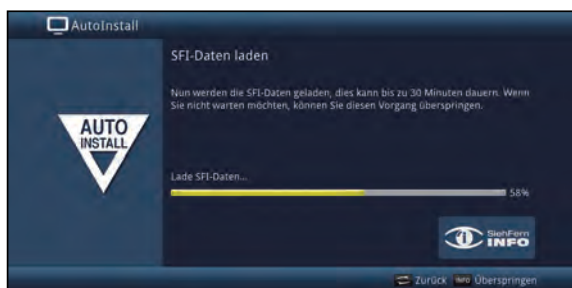 AutoInstall
SFI-Daten laden
Nun werden die SFI-Daten geladen, dies kann bis zu 30 Minuten dauern. Wenn
Sie nicht warten möchten, können Sie diesen Vorgang überspringen.
AUTO
INSTALL
Lade SFI-Daten...
58%
SiehFern
INFO
Zurück INFO Überspringen